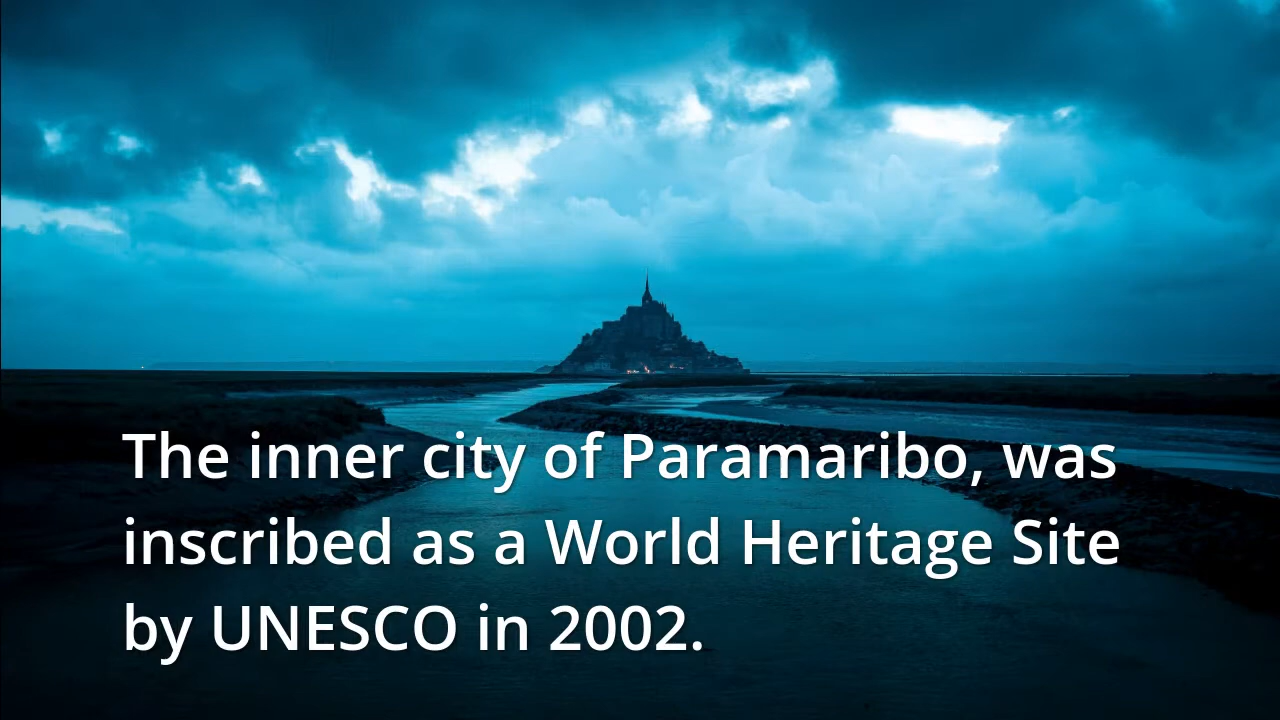 The inner city of Paramaribo, was
inscribed as a World Heritage Site
by UNESCO in 2002.